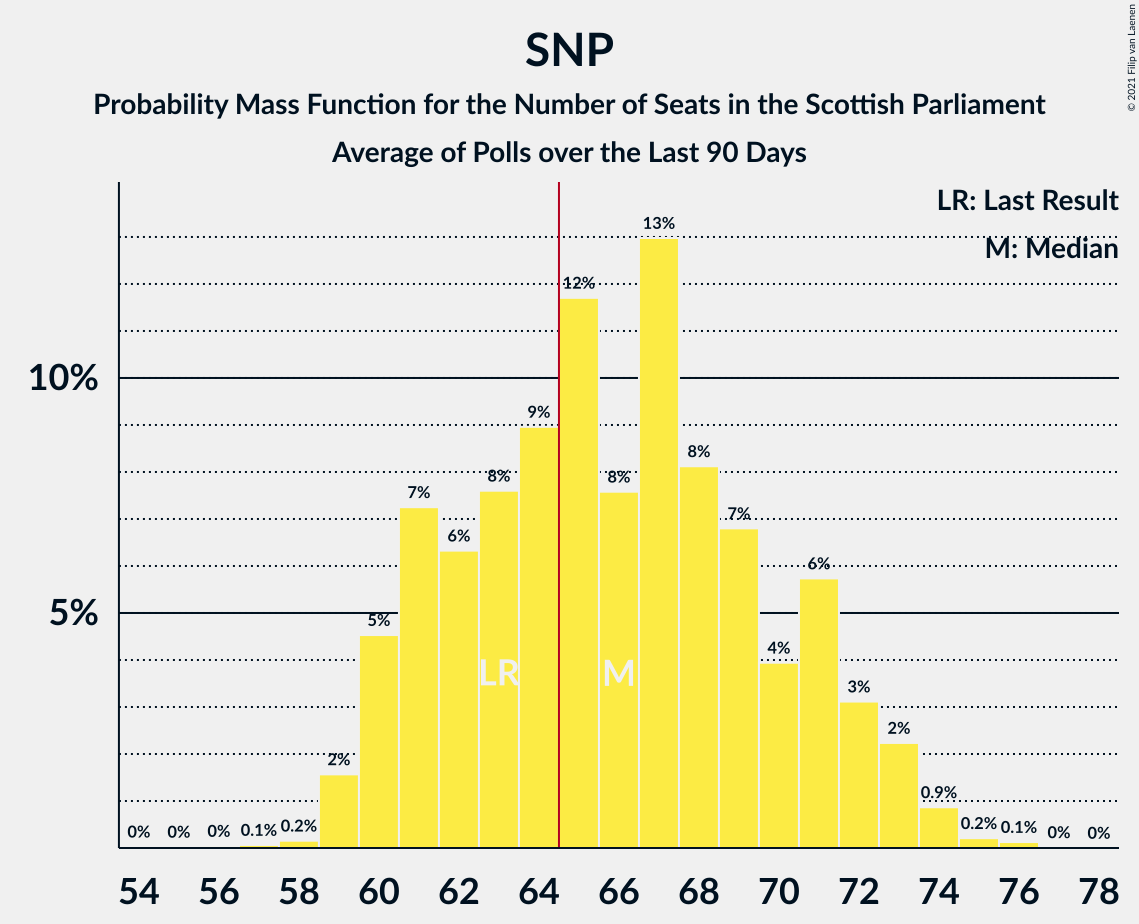 SNP
Probability Mass Function for the Number of Seats in the Scottish Parliament
Average of Polls over the Last 90 Days
© 2021 Filip van Laenen
LR: Last Result
M: Median
10%
5%
0% 0% 0% 0.1% 0.2% 2% 5% 7% 6% 8% 9% 12% 8% 13% 8% 7% 4% 6% 3% 2% 0.9% 0.2% 0.1% 0% 0%
LR M
54 56 58 60 62 64 66 68 70 72 74 76 78